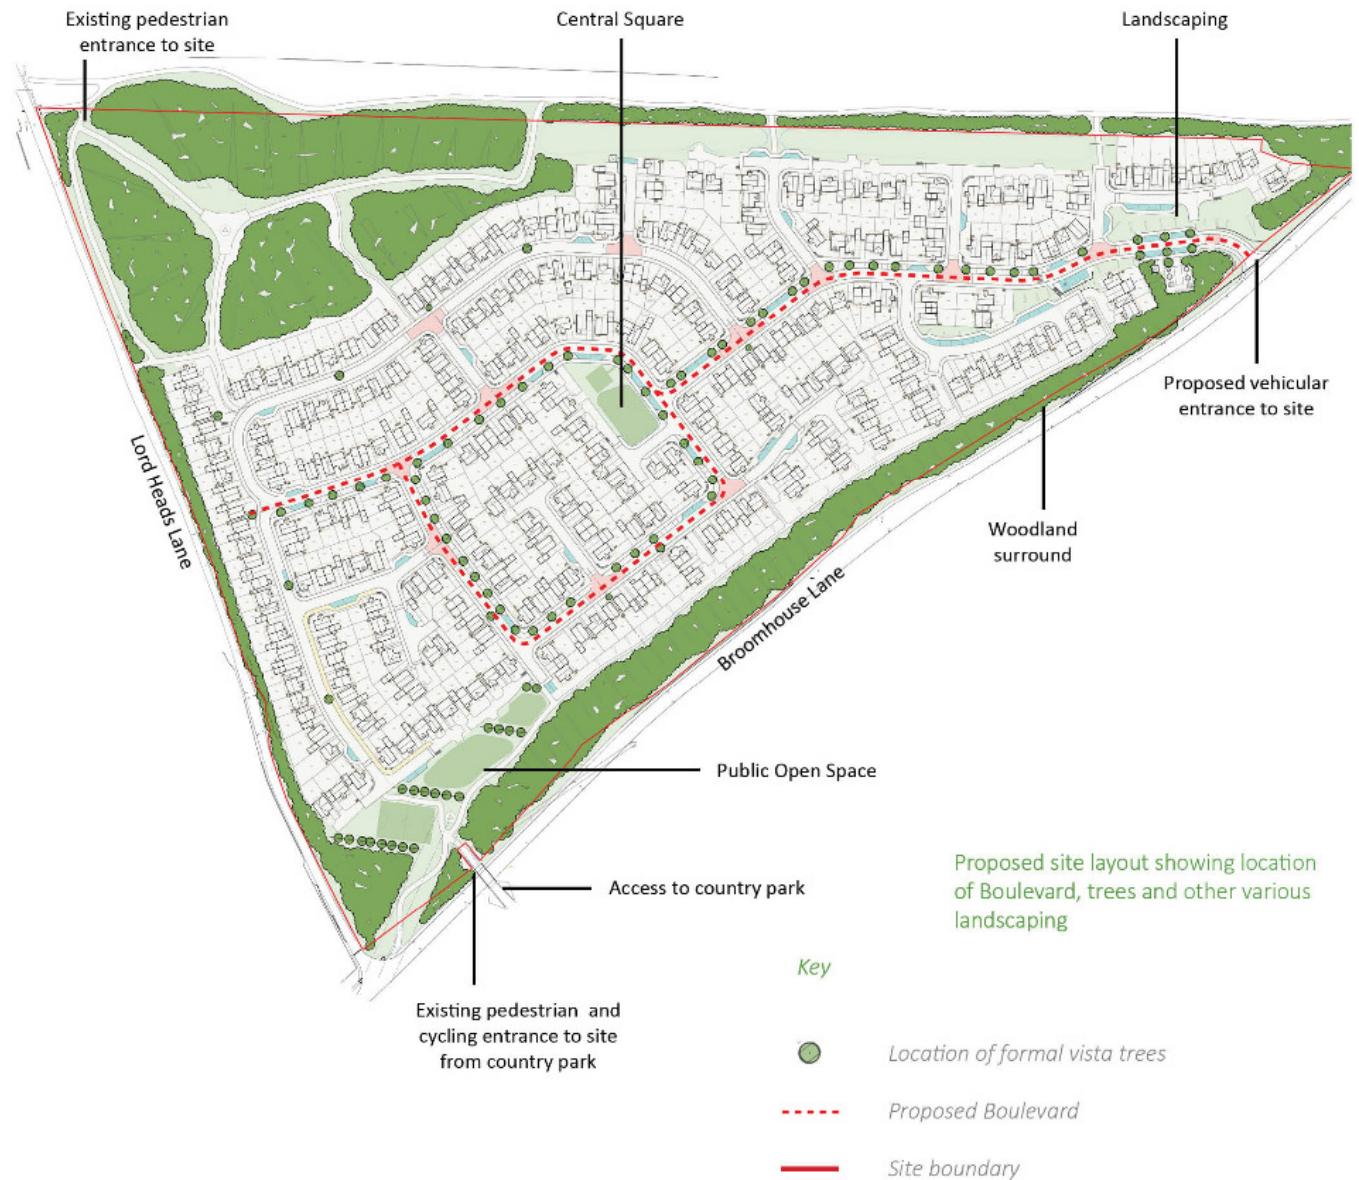 Existing pedestrian
entrance to site
Central Square
Landscaping
Proposed vehicular
entrance to site
Lord Heads Lane
Woodland
surround
Broomhouse Lane
Public Open Space
Access to country park
Proposed site layout showing location
of Boulevard, trees and other various
landscaping
Existing pedestrian and
cycling entrance to site
from country park
Key
Location of formal vista trees
Proposed Boulevard
Site boundary